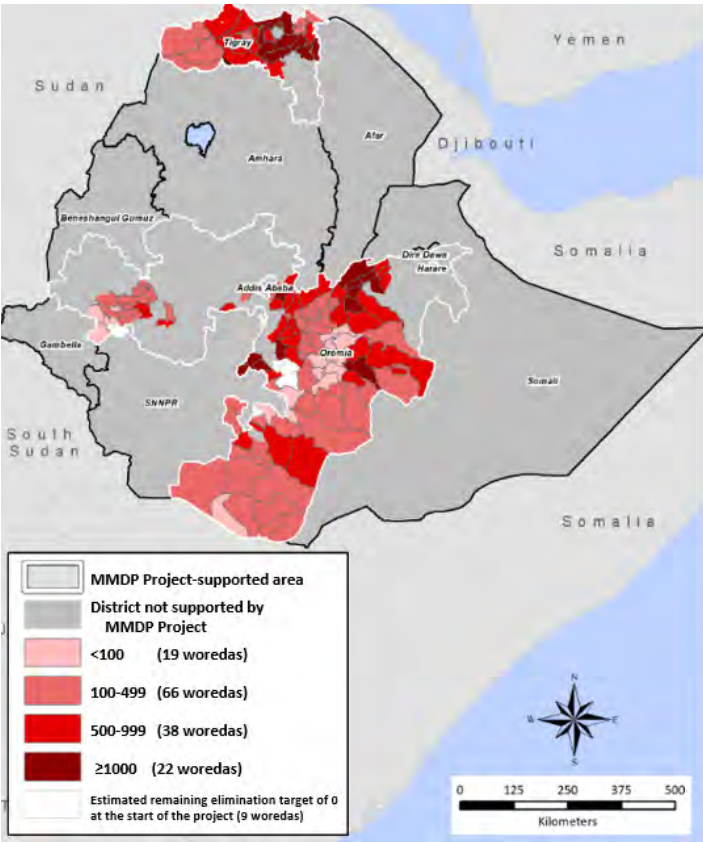 Yemen
Tigray
Sudan
Afar
Djibouti
Amhara
Beneshangul Gumuz
Somalia
Dire Dawa
Harare
Addis Ababa
Gambella
Oromia
Somali
SNNPR
South
Sudan
Somalia
MMDP Project-supported area
District not supported by
MMDP Project
<100 (19 woredas)
100-499 (66 woredas)
500-999 (38 woredas)
≥1000 (22 woredas)
Estimated remaining elimination target of 0
at the start of the project (9 woredas)
N
W E
S
0 125 250 375 500
Kilometers